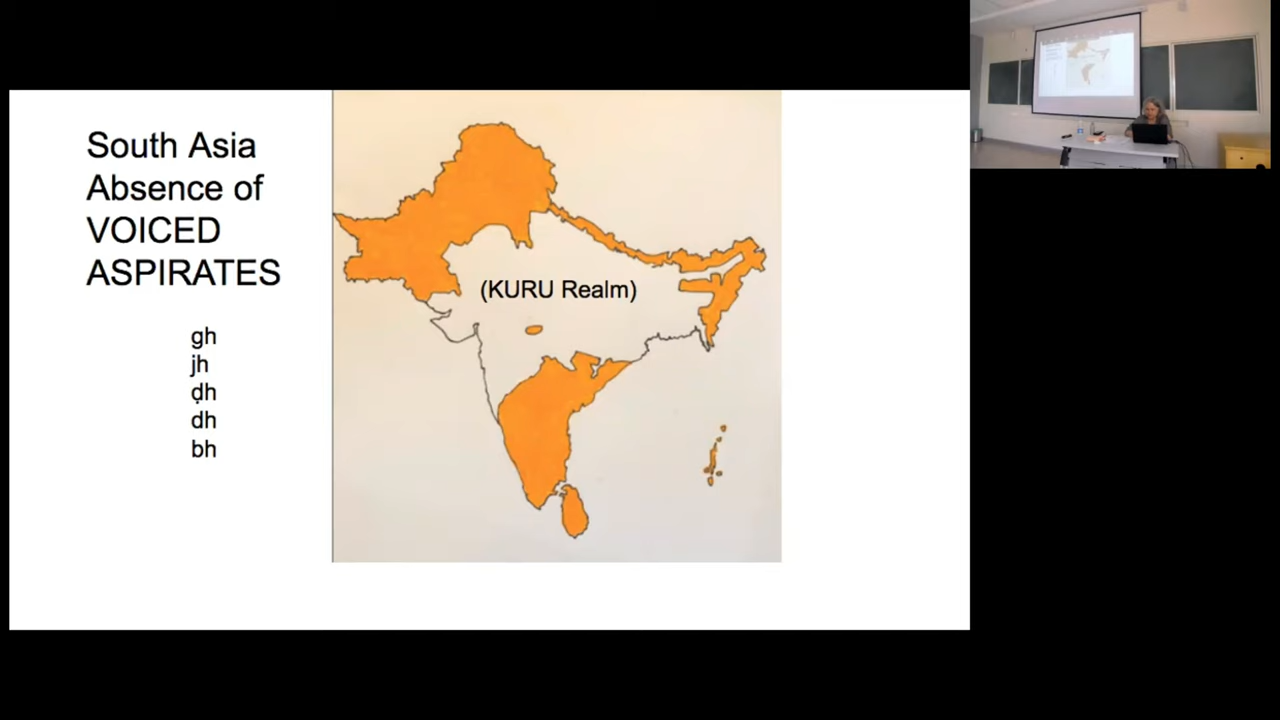 South Asia
Absence of
VOICED
ASPIRATES
gh
jh
ḍh
dh
bh
(KURU Realm)